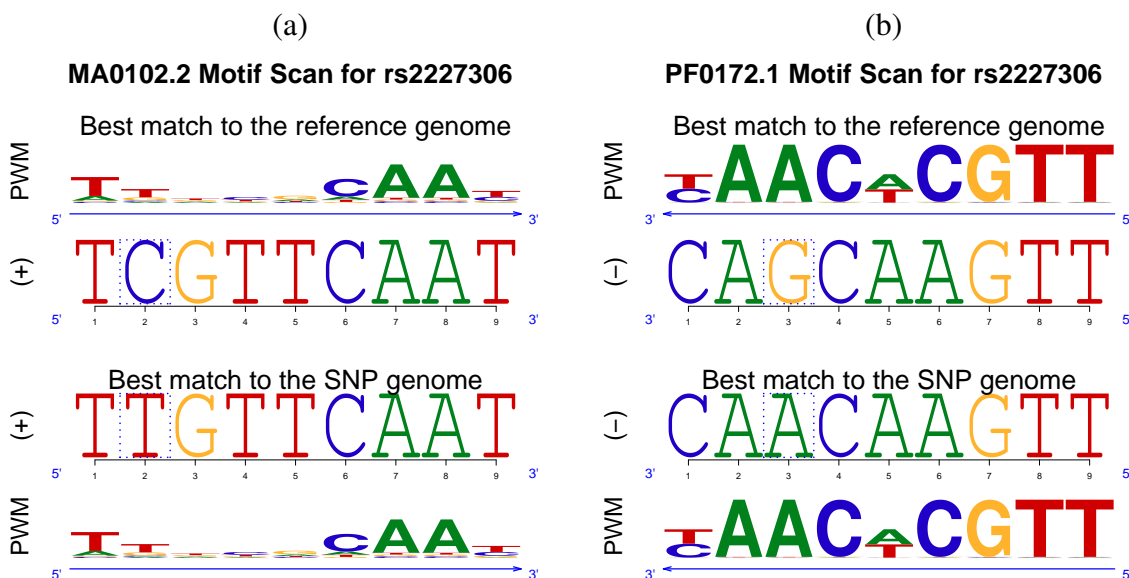 (a)
MA0102.2 Motif Scan for rs2227306
Best match to the reference genome
PWM
5' 3'
(+) TCGTTCAAT
1 2 3 4 5 6 7 8 9
5' 3'
Best match to the SNP genome
(+) TTGTTCAAT
1 2 3 4 5 6 7 8 9
5' 3'
PWM
5' 3'
(b)
PF0172.1 Motif Scan for rs2227306
Best match to the reference genome
PWM TAACACGTT
C T
3' 5'
(−) CAGCAAGTT
1 2 3 4 5 6 7 8 9
3' 5'
Best match to the SNP genome
(−) CAACAAGTT
1 2 3 4 5 6 7 8 9
3' 5'
PWM TAACACGTT
C T
3' 5'